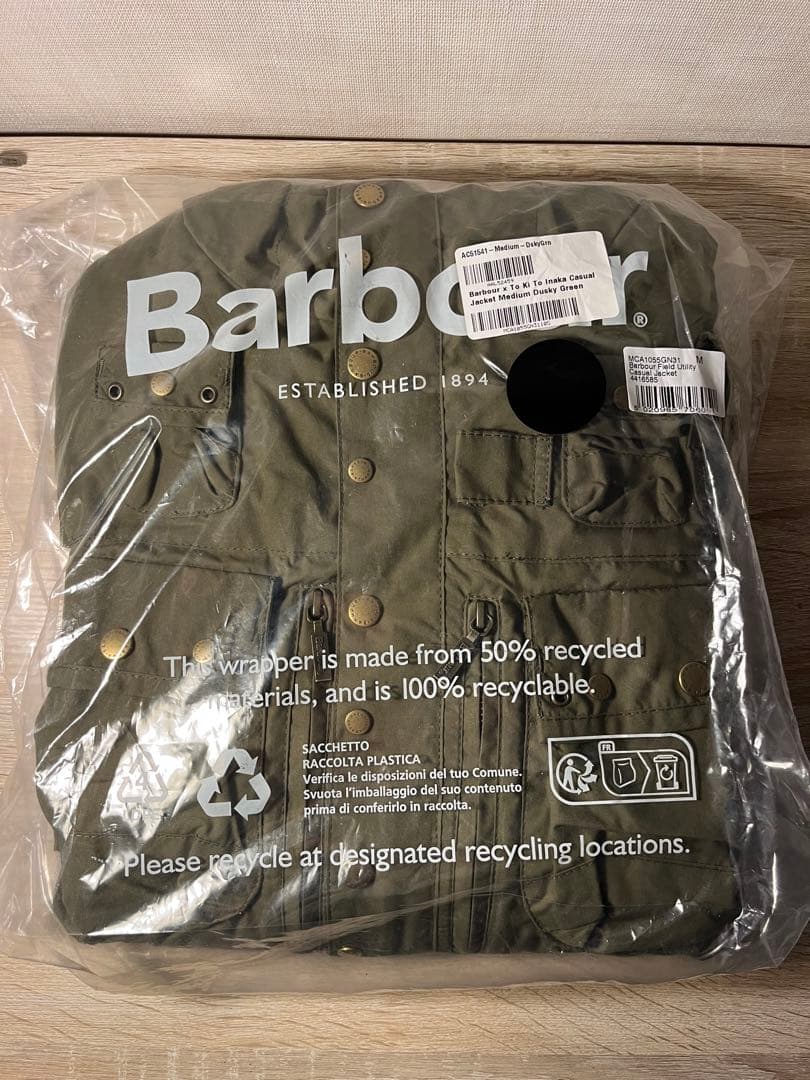 Barbour
®
ESTABLISHED 1894
AC51541 - Medium - DskyGrn
Barbour x To Ki To Inaka Casual
Jacket Medium Dusky Green
MCA1055GN31
M
Barbour Field Utility
Casual Jacket
4416585
This wrapper is made from 50% recycled
materials, and is 100% recyclable.
SACCHETTO
RACCOLTA PLASTICA
Verifica le disposizioni del tuo Comune.
Svuota l'imballaggio del suo contenuto
prima di conferirlo in raccolta.
FR
Please recycle at designated recycling locations.